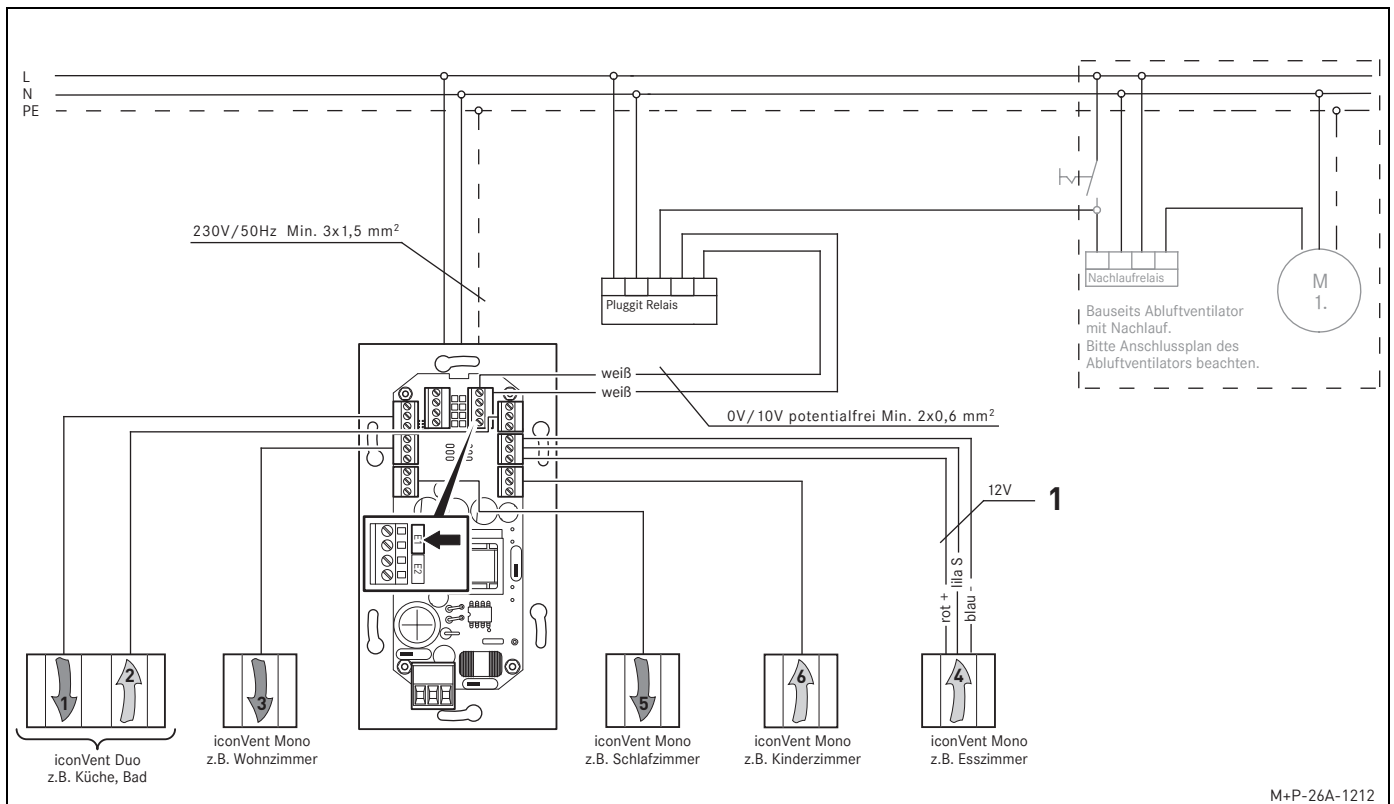 L
N
PE
230V/50Hz Min. 3x1,5 mm²
Pluggit Relais
Nachlaufrelais
M
1.
Bauseits Abluftventilator
mit Nachlauf.
Bitte Anschlussplan des
Abluftventilators beachten.
weiß
weiß
0V/10V potentialfrei Min. 2x0,6 mm²
12V
1
E1
E2
rot +
lila S
blau -
1
2
3
5
6
4
iconVent Duo
z.B. Küche, Bad
iconVent Mono
z.B. Wohnzimmer
iconVent Mono
z.B. Schlafzimmer
iconVent Mono
z.B. Kinderzimmer
iconVent Mono
z.B. Esszimmer
M+P-26A-1212